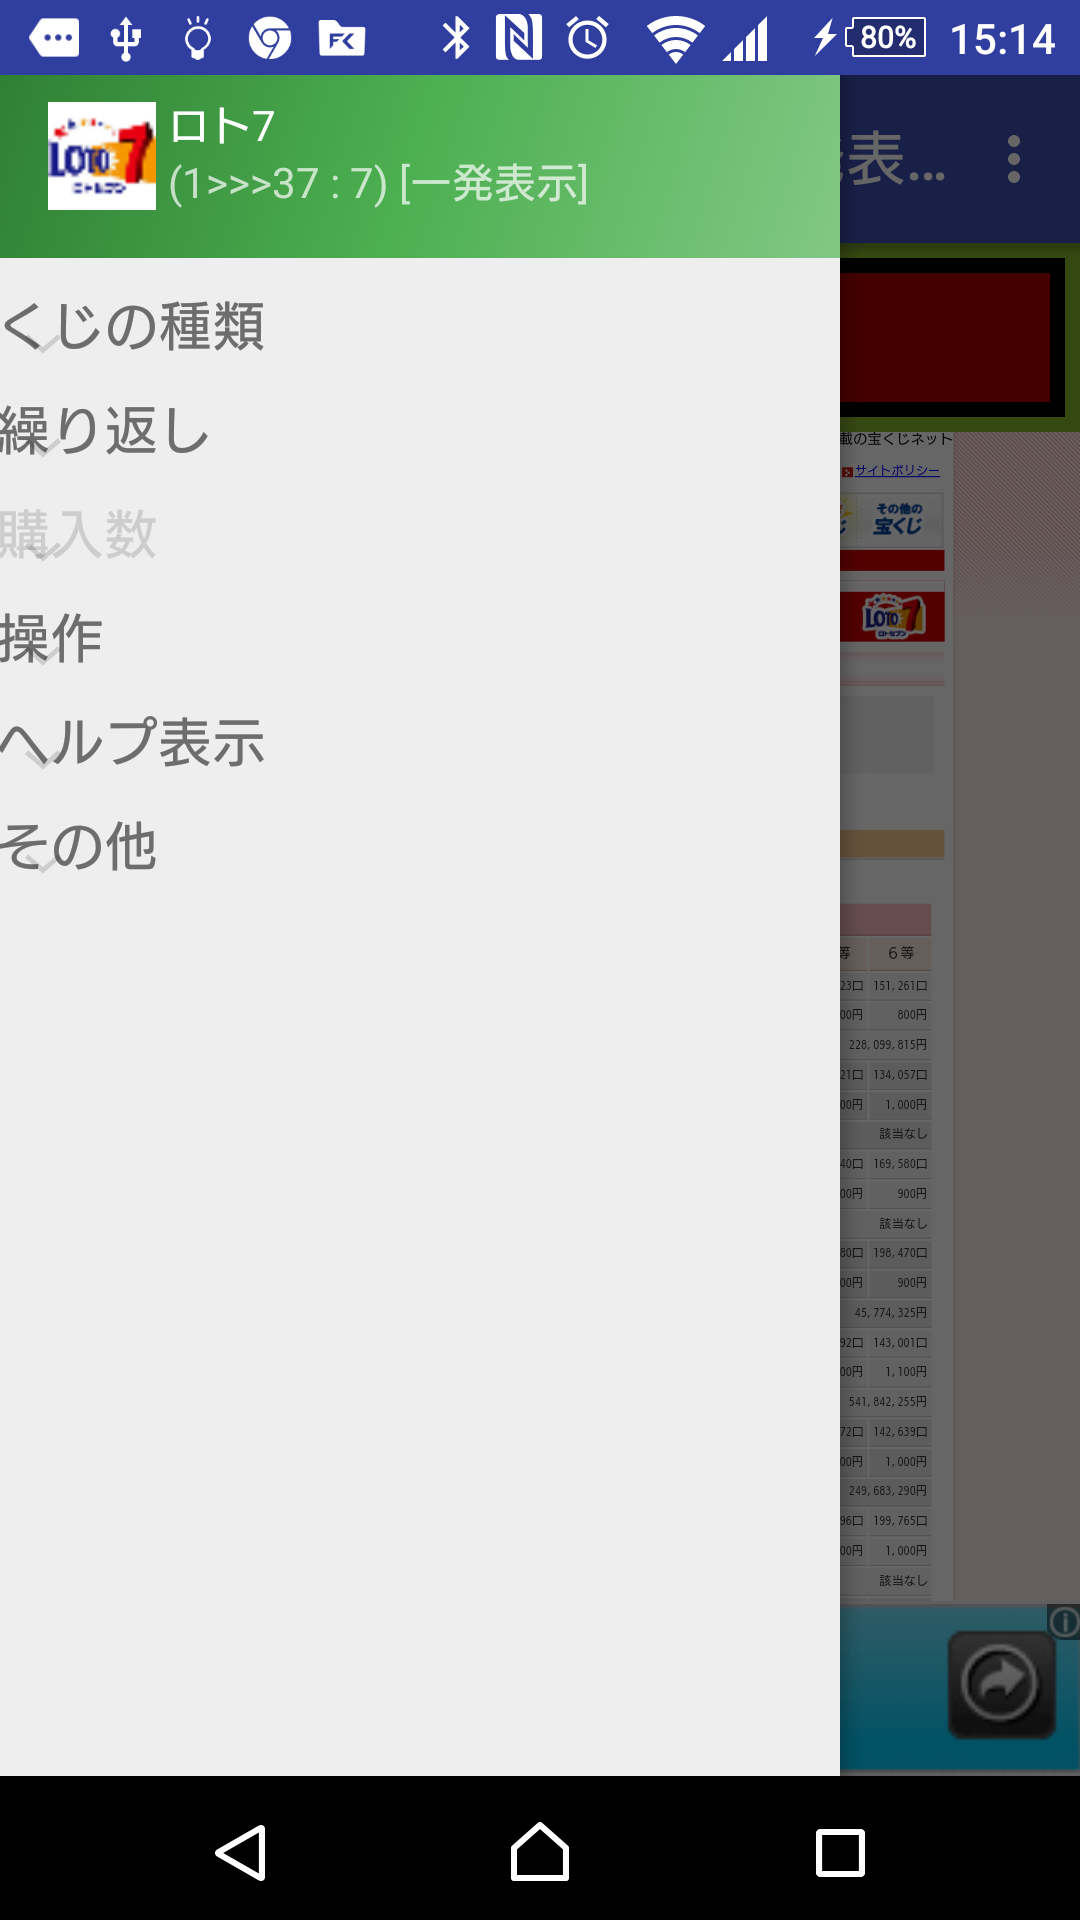 80% 15:14
LOTO 7
ロトセブン
ロト7
(1>>>37 : 7) [一発表示]
表...
くじの種類
繰り返し
購入数
操作
ヘルプ表示
その他
載の宝くじネット
サイトポリシー
その他の
宝くじ
LOTO 7
ロトセブン
等 6等
23口 151,261口
00円 800円
228,099,815円
21口 134,057口
00円 1,000円
該当なし
40口 169,580口
00円 900円
該当なし
80口 198,470口
00円 900円
45,774,325円
92口 143,001口
00円 1,100円
541,842,255円
72口 142,639口
00円 1,000円
249,683,290円
96口 199,765口
00円 1,000円
該当なし